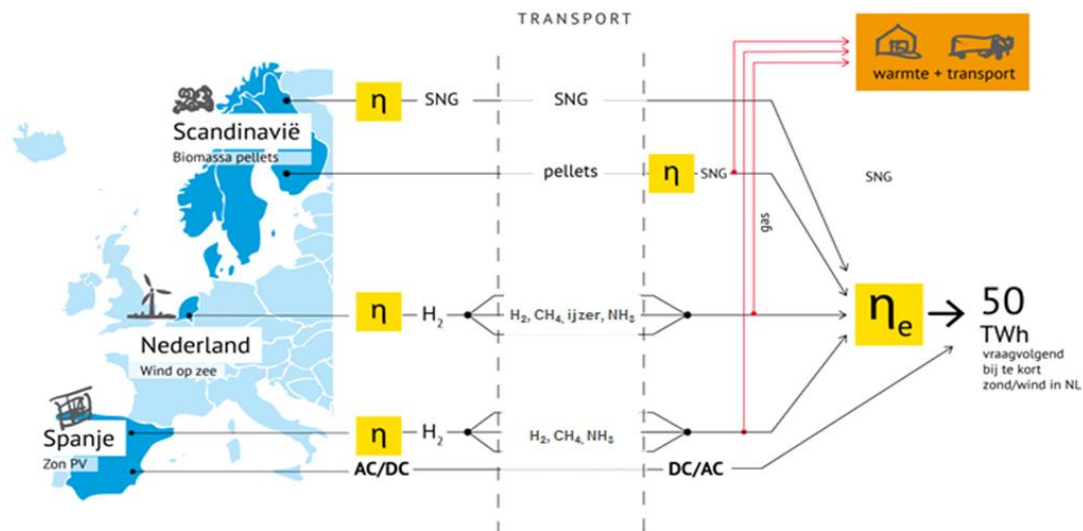 TRANSPORT
warmte + transport
η SNG SNG
Scandinavië
Biomassa pellets
pellets η SNG
SNG
gas
η H₂ H₂, CH₄, ijzer, NH₃
Nederland
Wind op zee
ηe 50
TWh
vraagvolgend
bij te kort
zond/wind in NL
η H₂ H₂, CH₄, NH₃
Spanje
Zon PV
AC/DC DC/AC